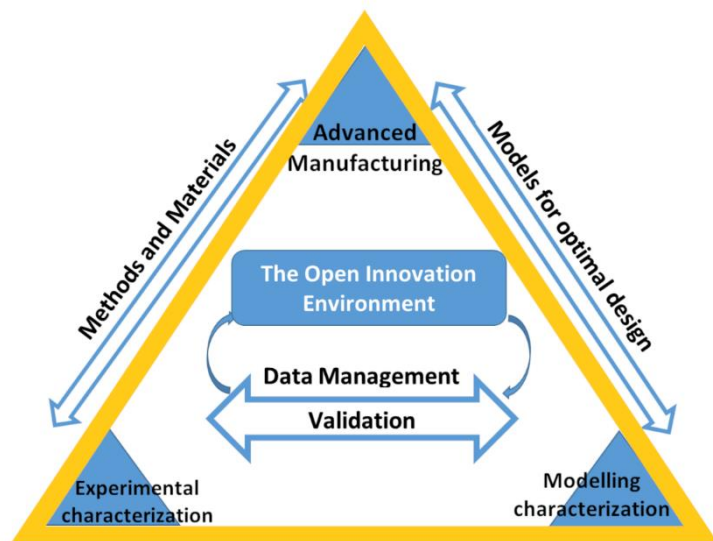 Advanced
Manufacturing
Methods and Materials
Models for optimal design
The Open Innovation
Environment
Data Management
Validation
Experimental
characterization
Modelling
characterization